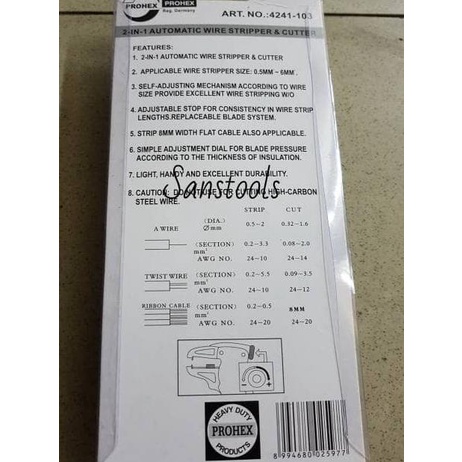 PROHEX PROHEX
Reg. Germany
ART. NO.:4241-103
2-IN-1 AUTOMATIC WIRE STRIPPER & CUTTER
FEATURES:
1. 2-IN-1 AUTOMATIC WIRE STRIPPER & CUTTER
2. APPLICABLE WIRE STRIPPER SIZE: 0.5MM~6MM.
3. SELF-ADJUSTING MECHANISM ACCORDING TO WIRE
SIZE PROVIDE EXCELLENT WIRE STRIPPING W/O
4. ADJUSTABLE STOP FOR CONSISTENCY IN WIRE STRIP
LENGTHS.REPLACEABLE BLADE SYSTEM.
5. STRIP 8MM WIDTH FLAT CABLE ALSO APPLICABLE.
6. SIMPLE ADJUSTMENT DIAL FOR BLADE PRESSURE
ACCORDING TO THE THICKNESS OF INSULATION.
7. LIGHT, HANDY AND EXCELLENT DURABILITY.
Sanstools
8. CAUTION: DO NOT USE FOR CUTTING HIGH-CARBON
STEEL WIRE.
STRIP CUT
A WIRE (DIA.) Ø mm 0.5-2 0.32-1.6
(SECTION) mm² 0.2-3.3 0.08-2.0
AWG NO. 24-10 24-14
TWIST WIRE (SECTION) mm² 0.2-5.5 0.09-3.5
AWG NO. 24-10 24-12
RIBBON CABLE (SECTION) mm² 0.2-0.5 8MM
AWG NO. 24-20 24-20
- +
HEAVY DUTY
PROHEX
PRODUCTS
8 994680 025977